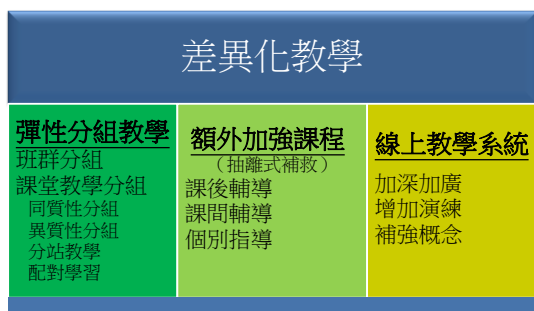 差異化教學
彈性分組教學
班群分組
課堂教學分組
同質性分組
異質性分組
分站教學
配對學習
額外加強課程
（抽離式補救）
課後輔導
課間輔導
個別指導
線上教學系統
加深加廣
增加演練
補強概念